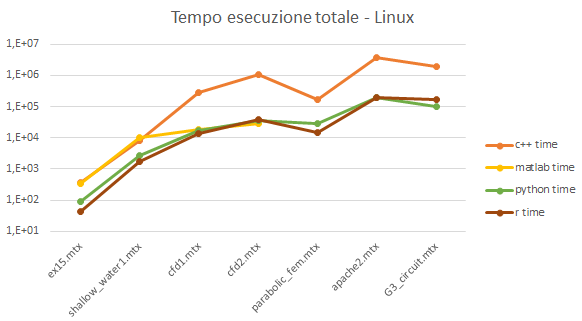 Tempo esecuzione totale - Linux
1,E+07
1,E+06
1,E+05
1,E+04
1,E+03
1,E+02
1,E+01
c++ time
matlab time
python time
r time
ex15.mtx
shallow_water1.mtx
cfd1.mtx
cfd2.mtx
parabolic_fem.mtx
apache2.mtx
G3_circuit.mtx